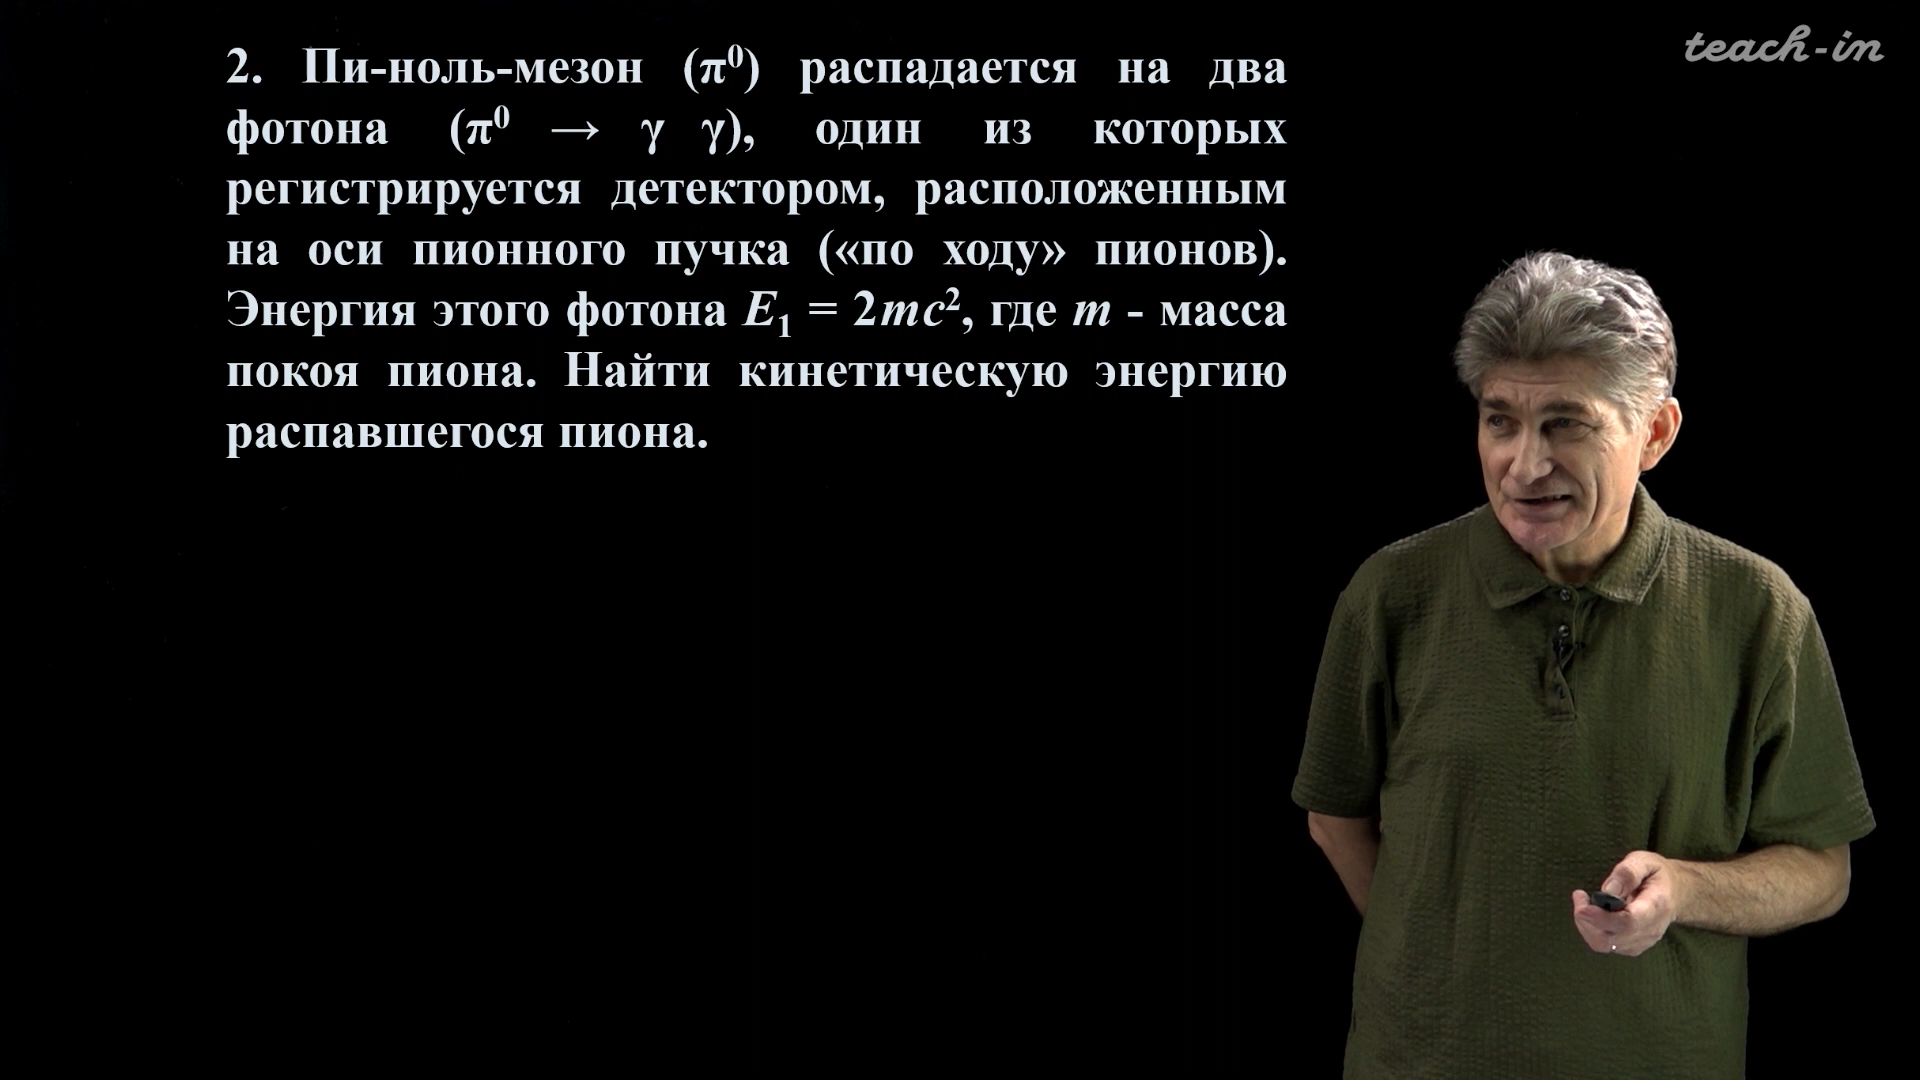 teach-in
2. Пи-ноль-мезон (π⁰) распадается на два
фотона (π⁰ → γ γ), один из которых
регистрируется детектором, расположенным
на оси пионного пучка («по ходу» пионов).
Энергия этого фотона E₁ = 2mc², где m - масса
покоя пиона. Найти кинетическую энергию
распавшегося пиона.